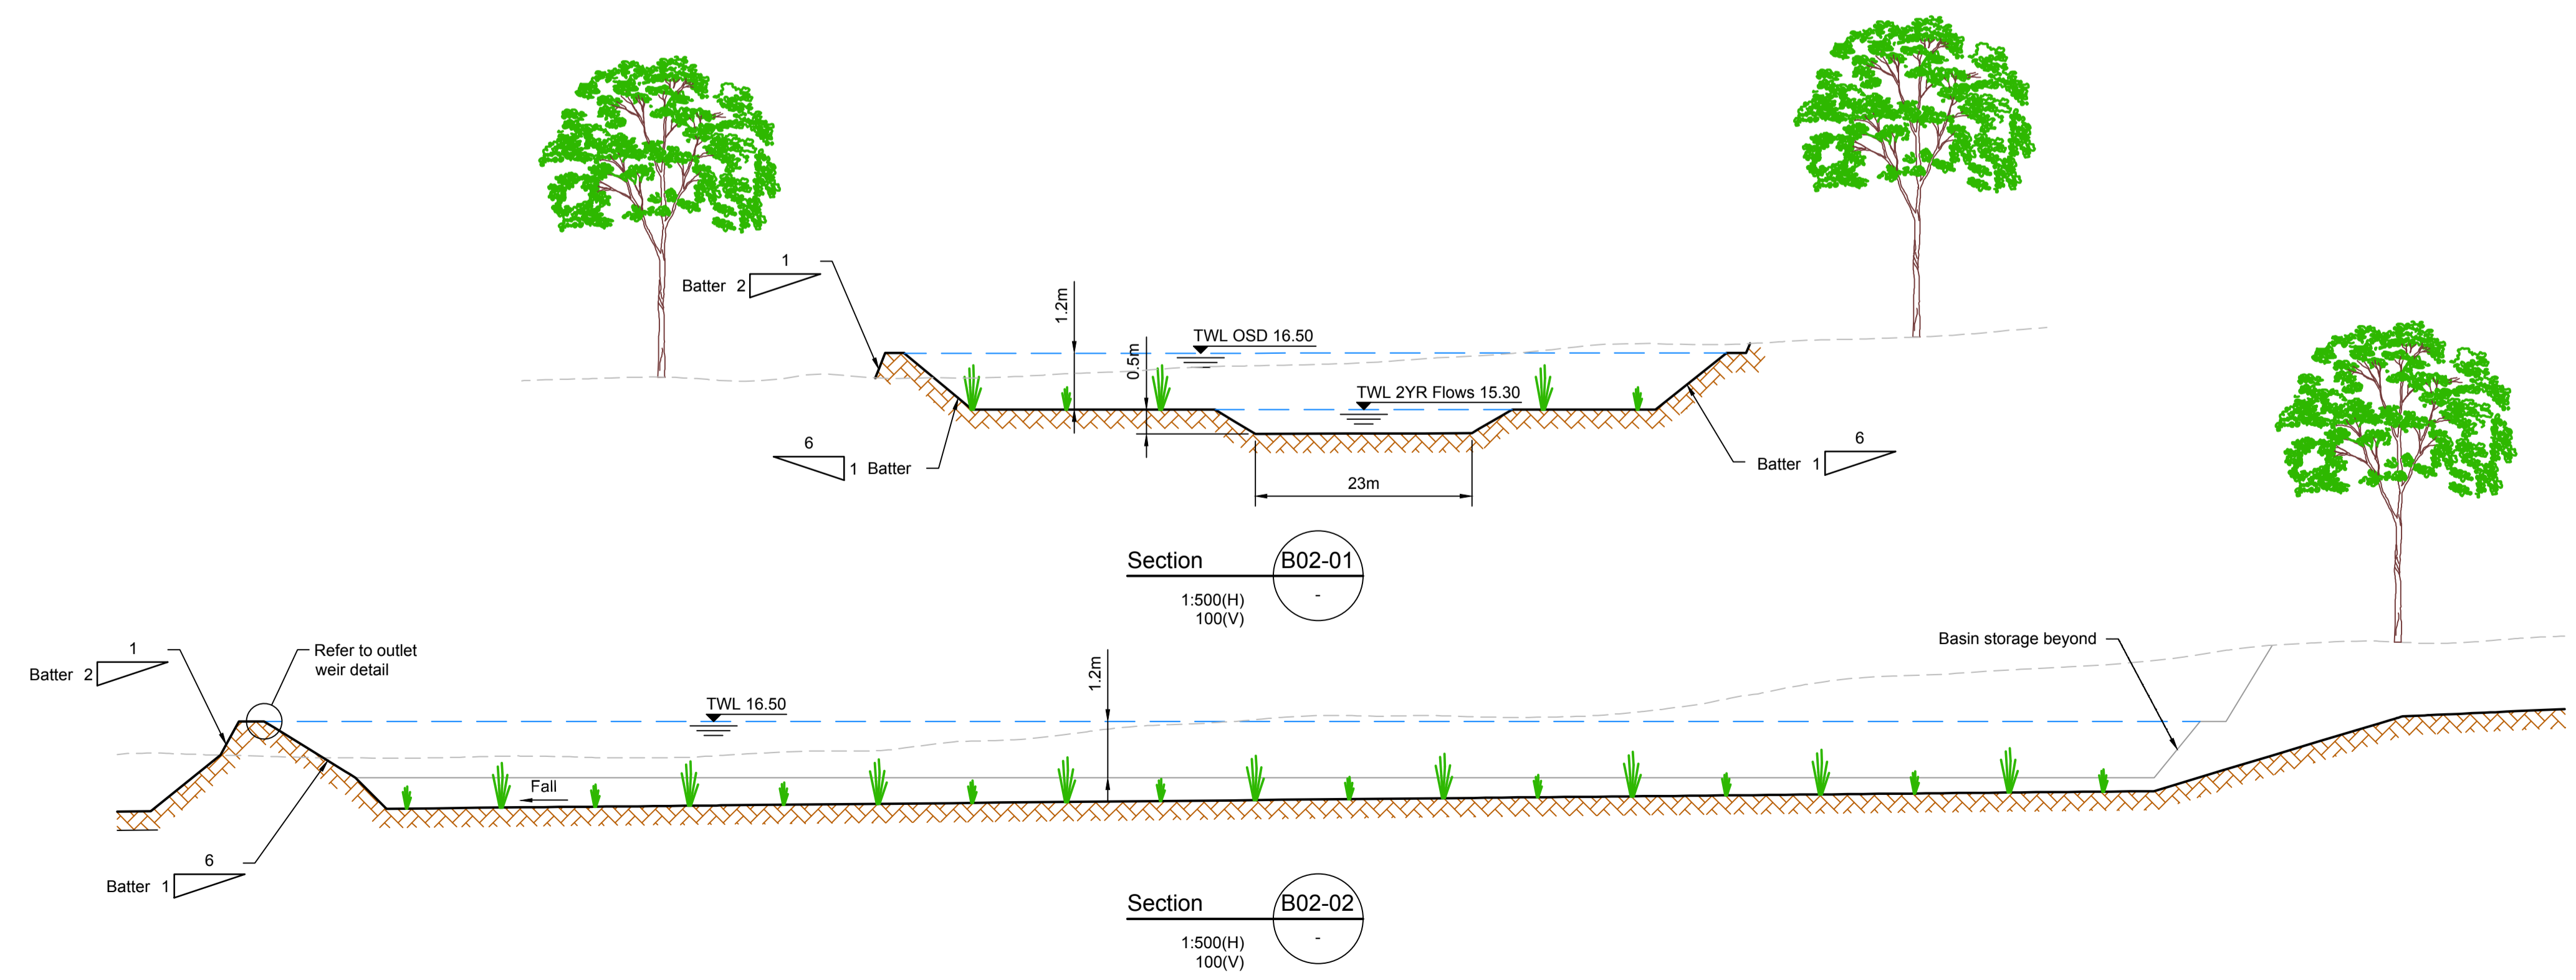 1
Batter 2
1.2m
0.5m
TWL OSD 16.50
TWL 2YR Flows 15.30
6
1 Batter
6
Batter 1
23m
Section B02-01
-
1:500(H)
100(V)
1
Batter 2
Refer to outlet
weir detail
Basin storage beyond
1.2m
TWL 16.50
Fall
6
Batter 1
Section B02-02
-
1:500(H)
100(V)